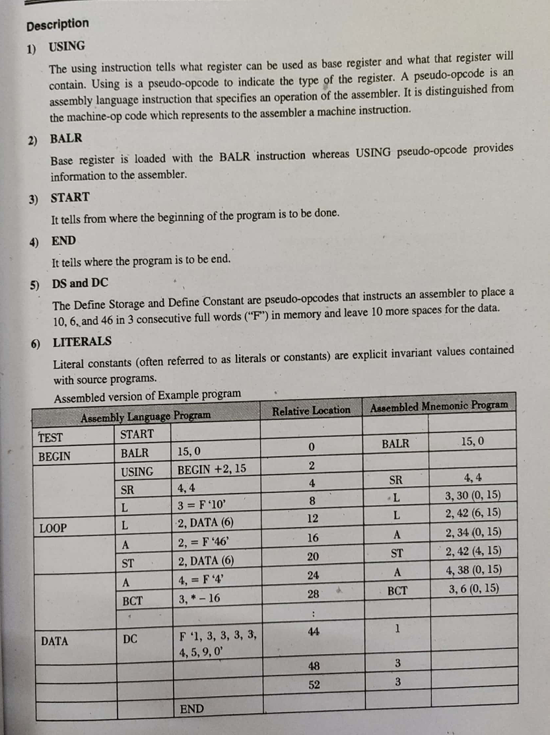 Description
1) USING
The using instruction tells what register can be used as base register and what that register will
contain. Using is a pseudo-opcode to indicate the type of the register. A pseudo-opcode is an
assembly language instruction that specifies an operation of the assembler. It is distinguished from
the machine-op code which represents to the assembler a machine instruction.
2) BALR
Base register is loaded with the BALR instruction whereas USING pseudo-opcode provides
information to the assembler.
3) START
It tells from where the beginning of the program is to be done.
4) END
It tells where the program is to be end.
5) DS and DC
The Define Storage and Define Constant are pseudo-opcodes that instructs an assembler to place a
10, 6, and 46 in 3 consecutive full words ("F") in memory and leave 10 more spaces for the data.
6) LITERALS
Literal constants (often referred to as literals or constants) are explicit invariant values contained
with source programs.
Assembled version of Example program
Assembly Language Program Relative Location Assembled Mnemonic Program
TEST START
BEGIN BALR 15, 0 0 BALR 15, 0
USING BEGIN +2, 15 2
SR 4, 4 4 SR 4, 4
L 3 = F '10' 8 L 3, 30 (0, 15)
LOOP L 2, DATA (6) 12 L 2, 42 (6, 15)
A 2, = F '46' 16 A 2, 34 (0, 15)
ST 2, DATA (6) 20 ST 2, 42 (4, 15)
A 4, = F '4' 24 A 4, 38 (0, 15)
BCT 3, * – 16 28 BCT 3, 6 (0, 15)
:
DATA DC F '1, 3, 3, 3, 3, 44 1
4, 5, 9, 0'
48 3
52 3
END